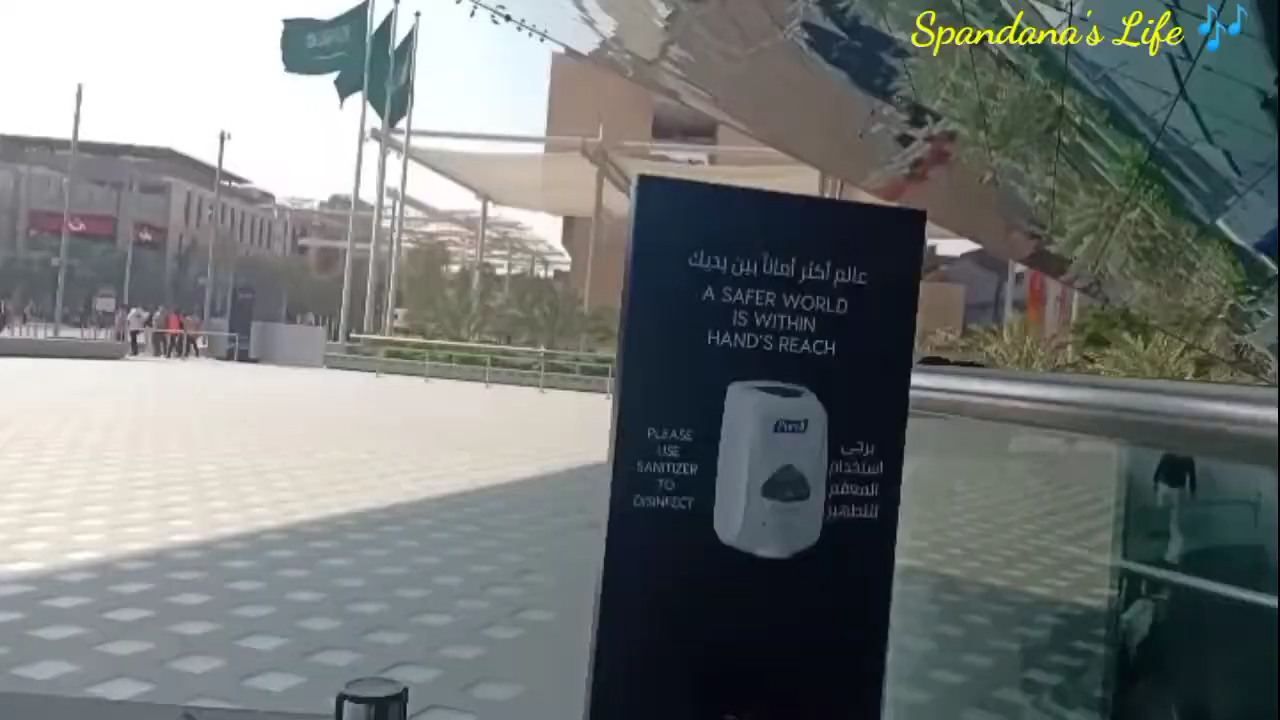 Spandana's Life
عالم أكثر أماناً بين يديك
A SAFER WORLD
IS WITHIN
HAND'S REACH
Purell
PLEASE
USE
SANITIZER
TO
DISINFECT
يرجى
استخدام
المعقم
للتطهير